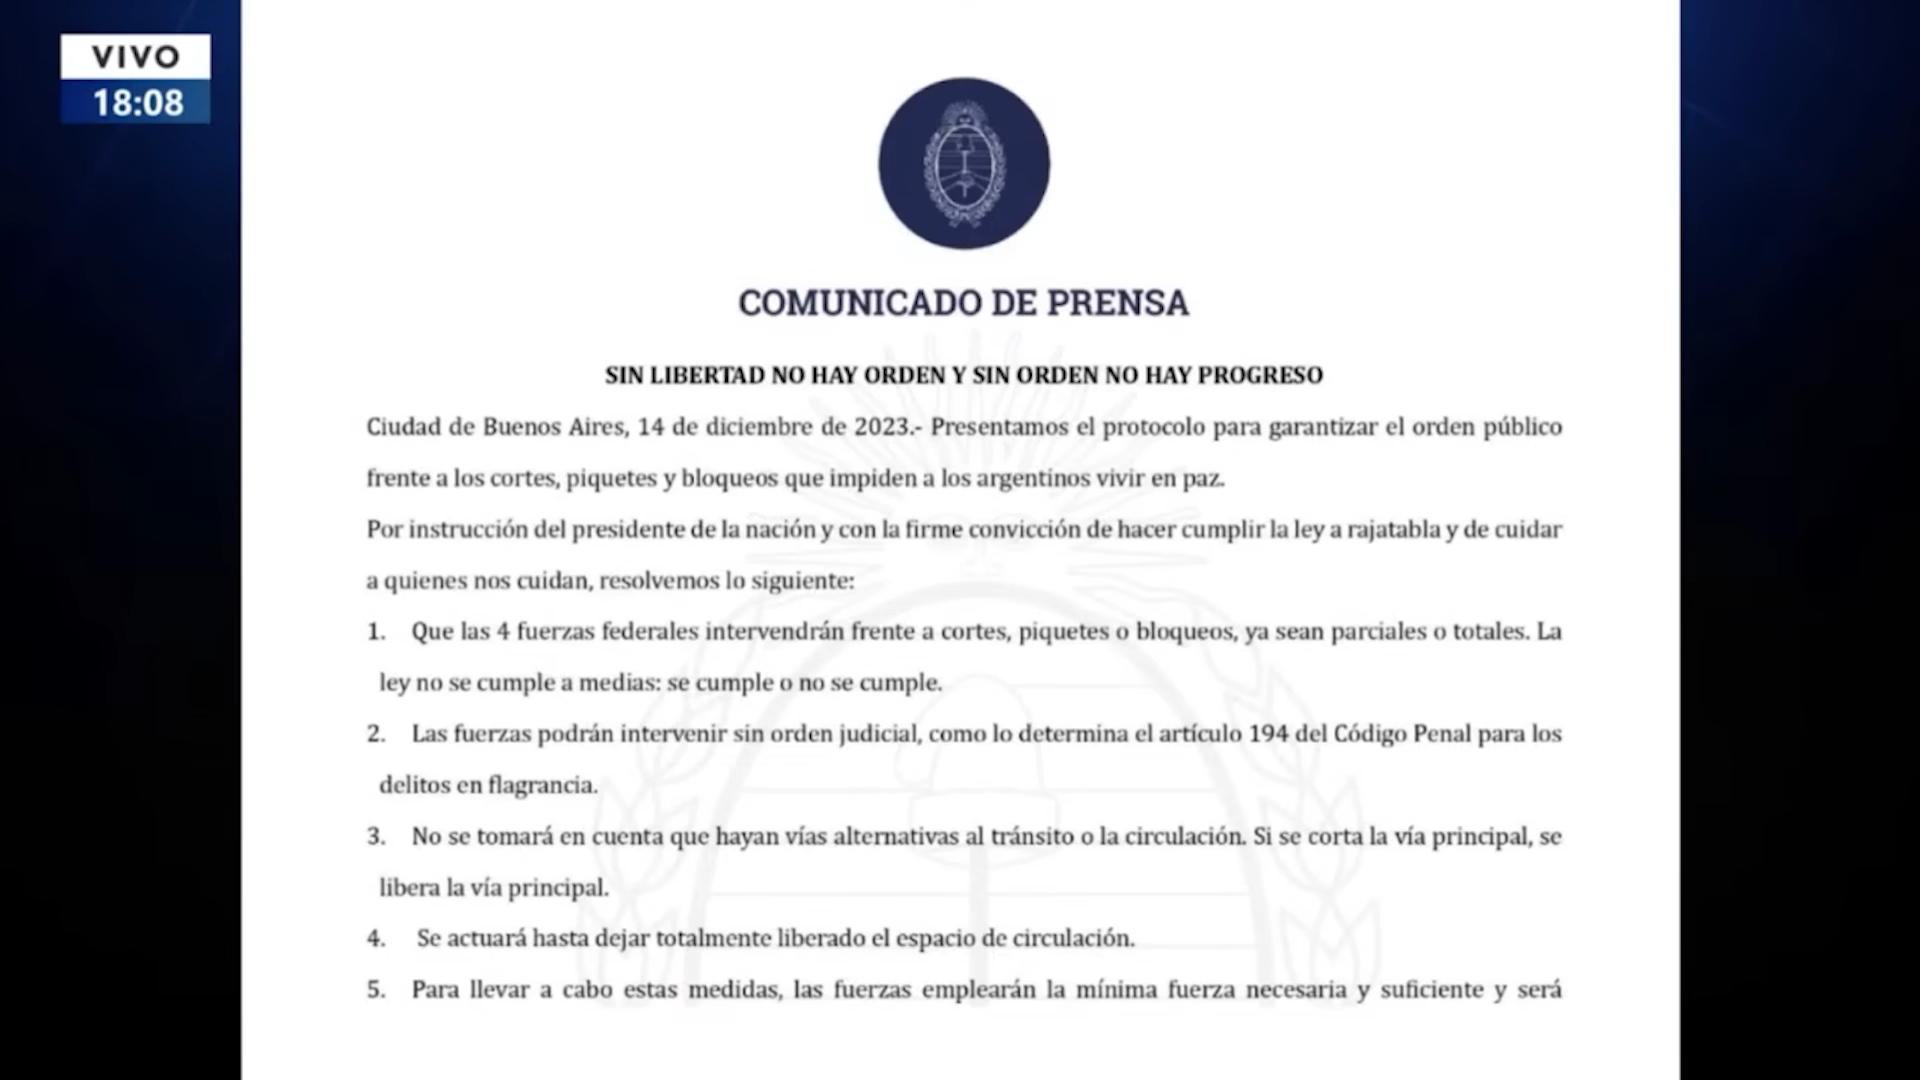 VIVO
18:08
COMUNICADO DE PRENSA
SIN LIBERTAD NO HAY ORDEN Y SIN ORDEN NO HAY PROGRESO
Ciudad de Buenos Aires, 14 de diciembre de 2023.- Presentamos el protocolo para garantizar el orden público
frente a los cortes, piquetes y bloqueos que impiden a los argentinos vivir en paz.
Por instrucción del presidente de la nación y con la firme convicción de hacer cumplir la ley a rajatabla y de cuidar
a quienes nos cuidan, resolvemos lo siguiente:
1. Que las 4 fuerzas federales intervendrán frente a cortes, piquetes o bloqueos, ya sean parciales o totales. La
ley no se cumple a medias: se cumple o no se cumple.
2. Las fuerzas podrán intervenir sin orden judicial, como lo determina el artículo 194 del Código Penal para los
delitos en flagrancia.
3. No se tomará en cuenta que hayan vías alternativas al tránsito o la circulación. Si se corta la vía principal, se
libera la vía principal.
4. Se actuará hasta dejar totalmente liberado el espacio de circulación.
5. Para llevar a cabo estas medidas, las fuerzas emplearán la mínima fuerza necesaria y suficiente y será